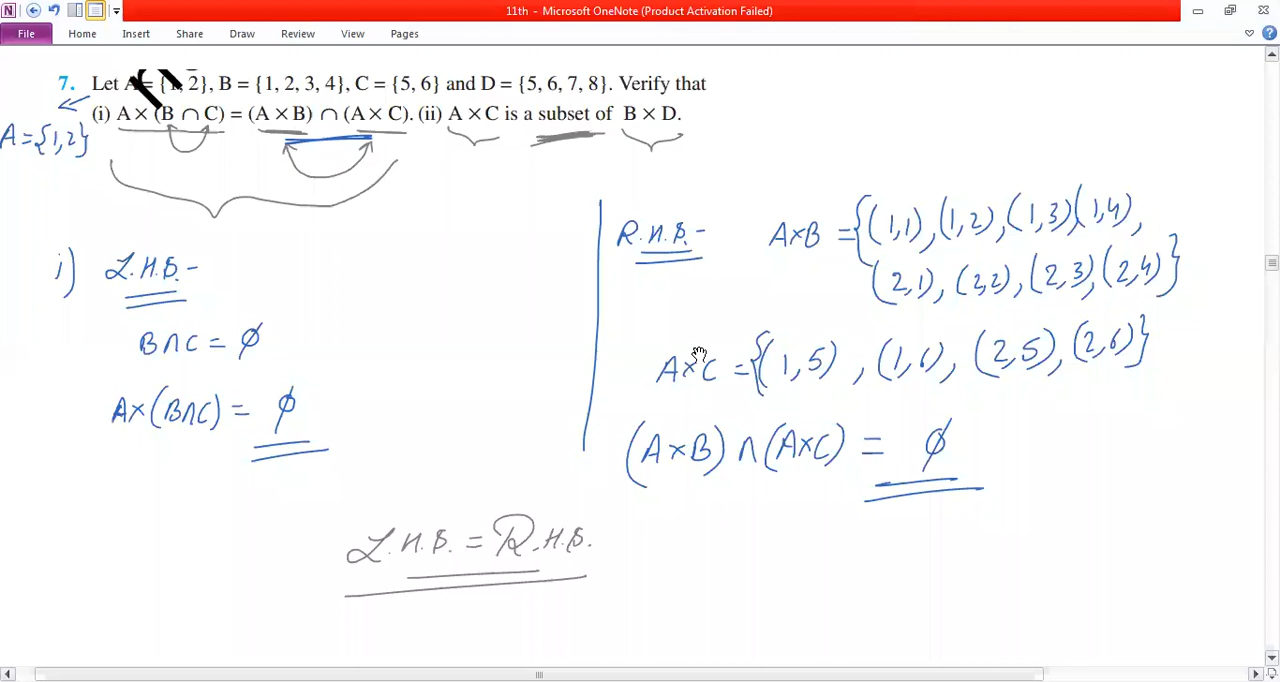 11th - Microsoft OneNote (Product Activation Failed)
File Home Insert Share Draw Review View Pages
7. Let A = {1, 2}, B = {1, 2, 3, 4}, C = {5, 6} and D = {5, 6, 7, 8}. Verify that
(i) A × (B ∩ C) = (A × B) ∩ (A × C). (ii) A × C is a subset of B × D.
A = {1,2}
i) L.H.S. -
B∩C = ϕ
A×(B∩C) = ϕ
R.H.S. - A×B = {(1,1), (1,2), (1,3) (1,4),
(2,1), (2,2), (2,3) (2,4)}
A×C = {(1,5), (1,6), (2,5), (2,6)}
(A×B) ∩ (A×C) = ϕ
L.H.S. = R.H.S.